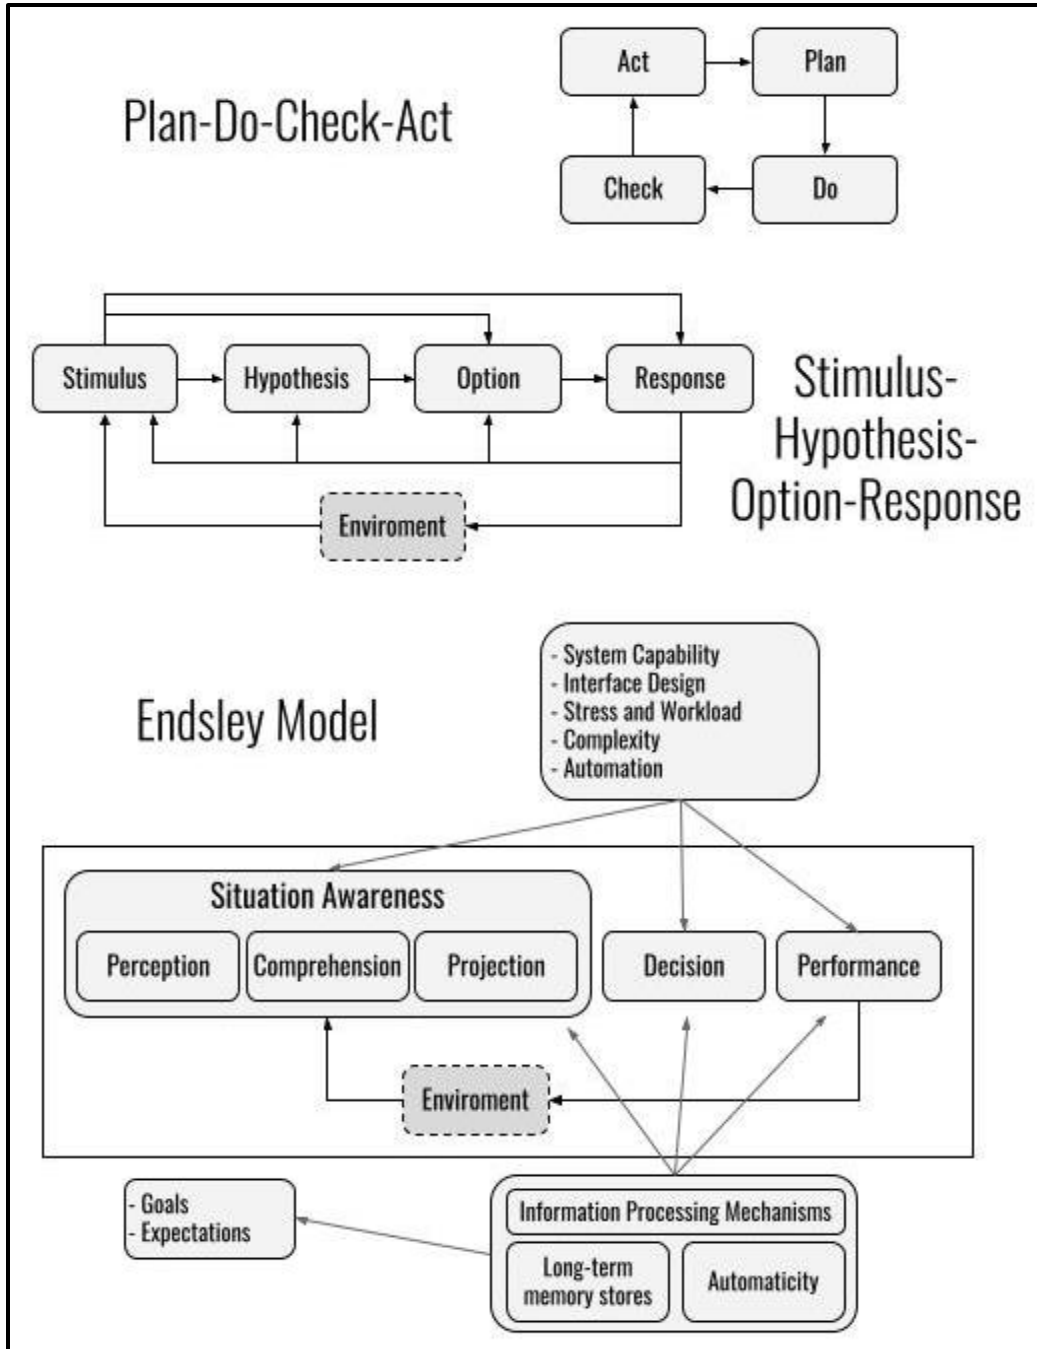 Plan-Do-Check-Act
Act
Plan
Check
Do
Stimulus
Hypothesis
Option
Response
Enviroment
Stimulus-
Hypothesis-
Option-Response
Endsley Model
- System Capability
- Interface Design
- Stress and Workload
- Complexity
- Automation
Situation Awareness
Perception
Comprehension
Projection
Decision
Performance
Enviroment
- Goals
- Expectations
Information Processing Mechanisms
Long-term
memory stores
Automaticity